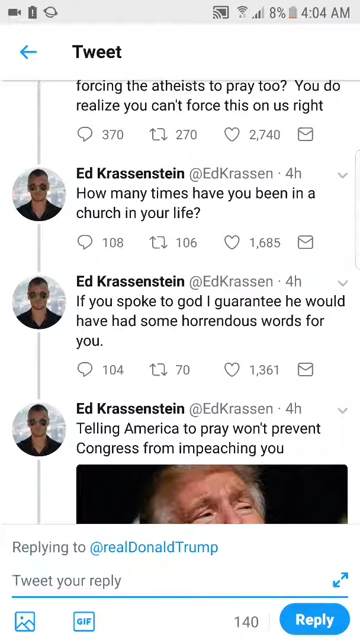 8% 4:04 AM
Tweet
forcing the atheists to pray too? You do
realize you can't force this on us right
370 270 2,740
Ed Krassenstein @EdKrassen · 4h
How many times have you been in a
church in your life?
108 106 1,685
Ed Krassenstein @EdKrassen · 4h
If you spoke to god I guarantee he would
have had some horrendous words for
you.
104 70 1,361
Ed Krassenstein @EdKrassen · 4h
Telling America to pray won't prevent
Congress from impeaching you
Replying to @realDonaldTrump
Tweet your reply
GIF 140 Reply